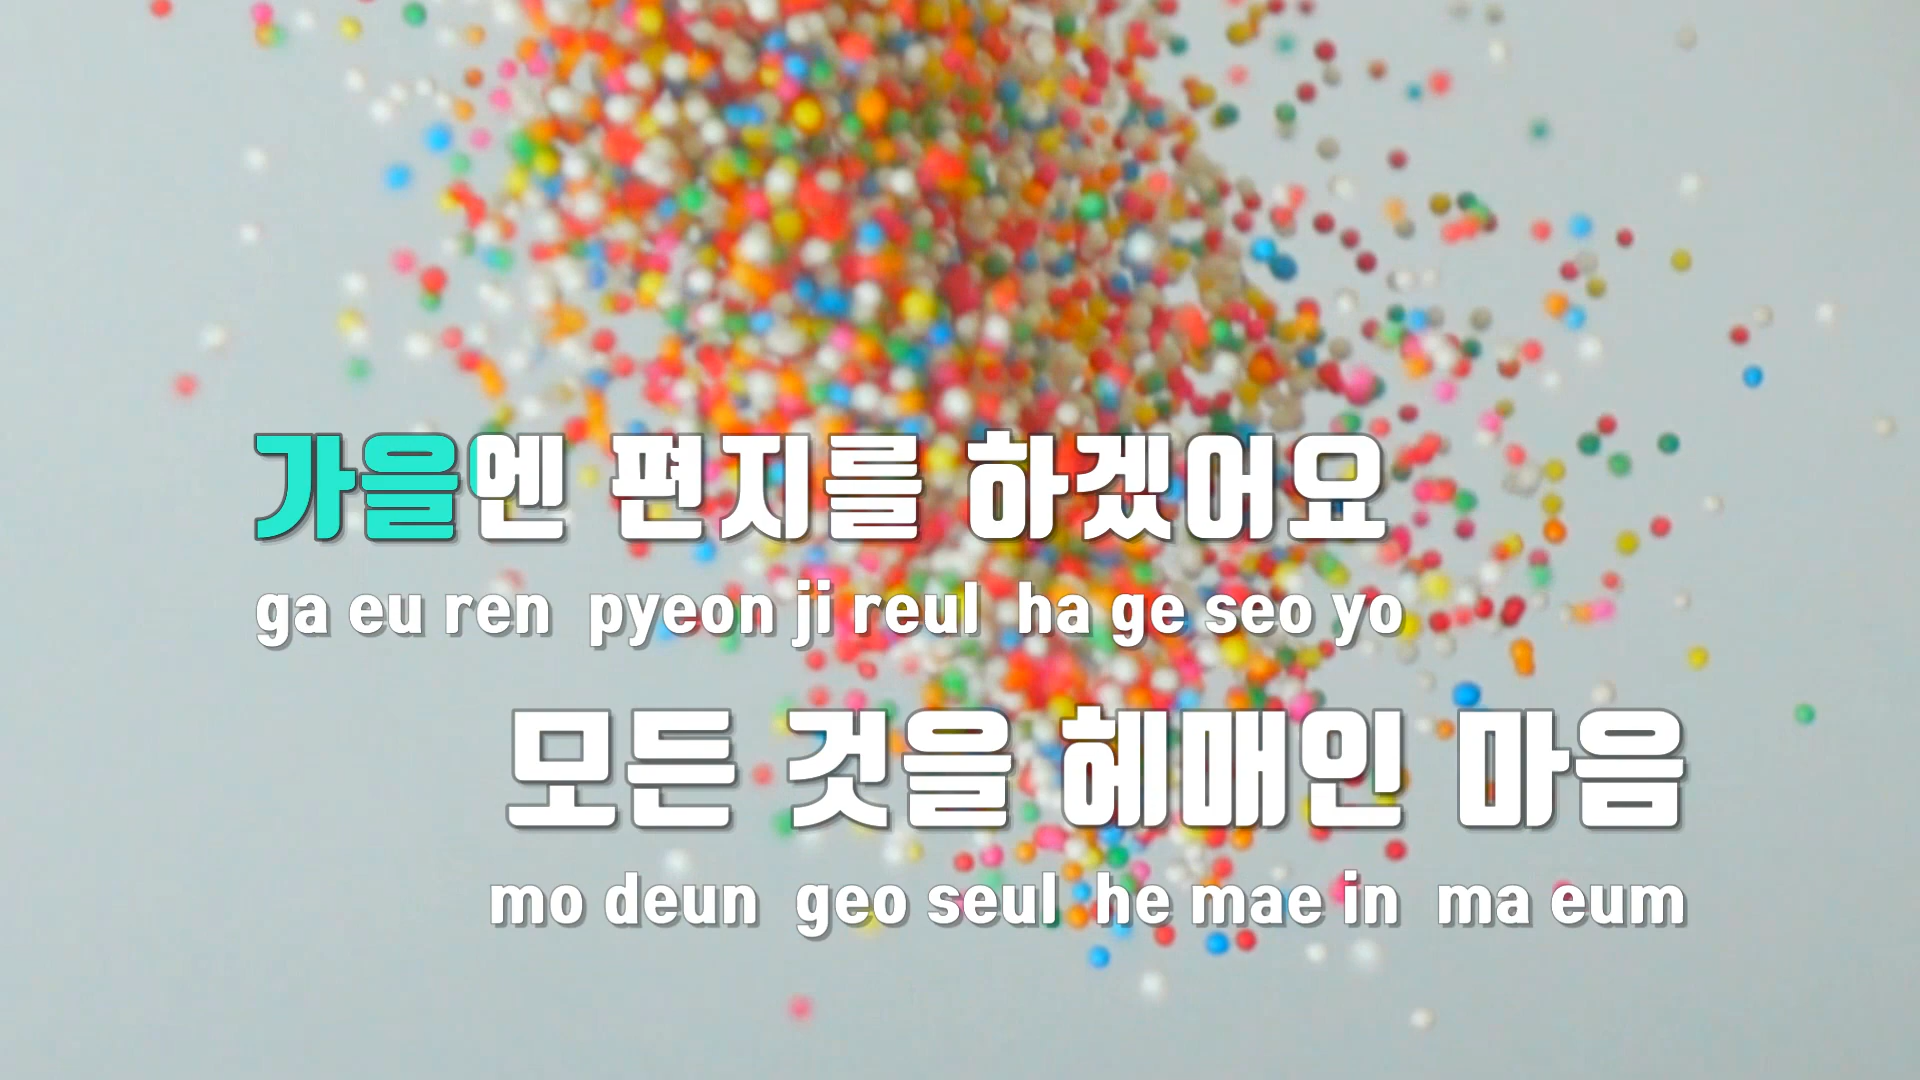 가을엔 편지를 하겠어요
ga eu ren pyeon ji reul ha ge seo yo
모든 것을 헤매인 마음
mo deun geo seul he mae in ma eum